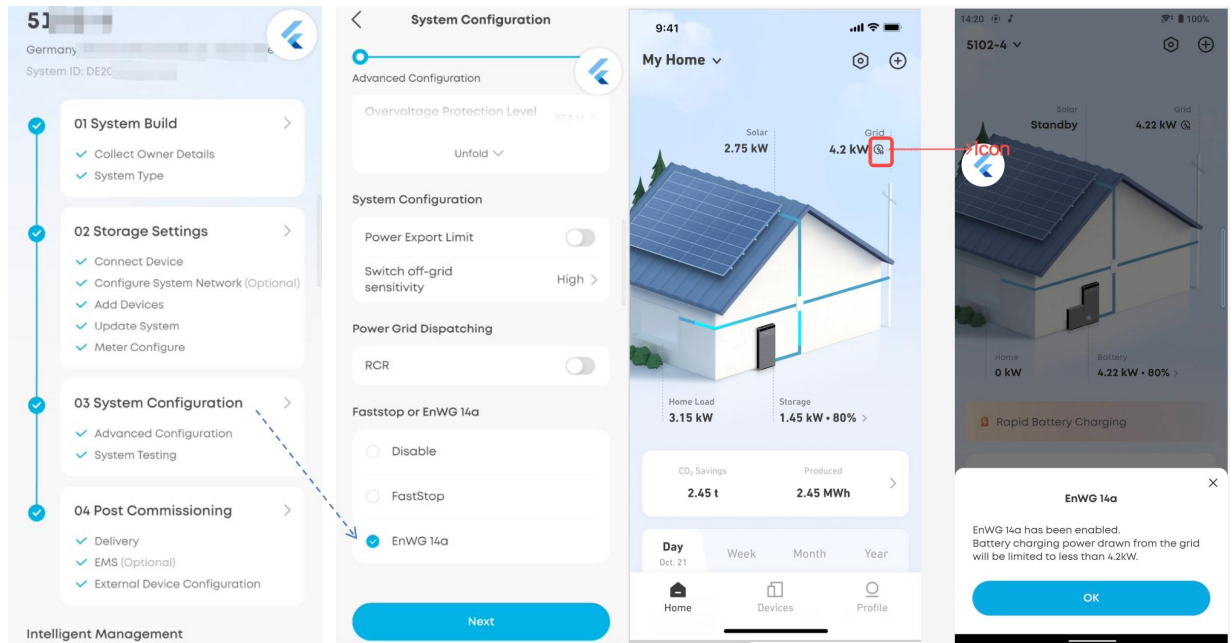 51
Germany
System ID: DE2C
01 System Build
Collect Owner Details
System Type
02 Storage Settings
Connect Device
Configure System Network (Optional)
Add Devices
Update System
Meter Configure
03 System Configuration
Advanced Configuration
System Testing
04 Post Commissioning
Delivery
EMS (Optional)
External Device Configuration
Intelligent Management
System Configuration
Advanced Configuration
Overvoltage Protection Level
Unfold
System Configuration
Power Export Limit
Switch off-grid
sensitivity
High
Power Grid Dispatching
RCR
Faststop or EnWG 14a
Disable
FastStop
EnWG 14a
Next
9:41
My Home
Solar
2.75 kW
Grid
4.2 kW
Icon
Home Load
3.15 kW
Storage
1.45 kW • 80%
CO₂ Savings
2.45 t
Produced
2.45 MWh
Day
Oct. 21
Week
Month
Year
Home
Devices
Profile
14:20
100%
5102-4
Solar
Standby
Grid
4.22 kW
Home
0 kW
Battery
4.22 kW • 80%
Rapid Battery Charging
EnWG 14a
EnWG 14a has been enabled.
Battery charging power drawn from the grid
will be limited to less than 4.2kW.
OK